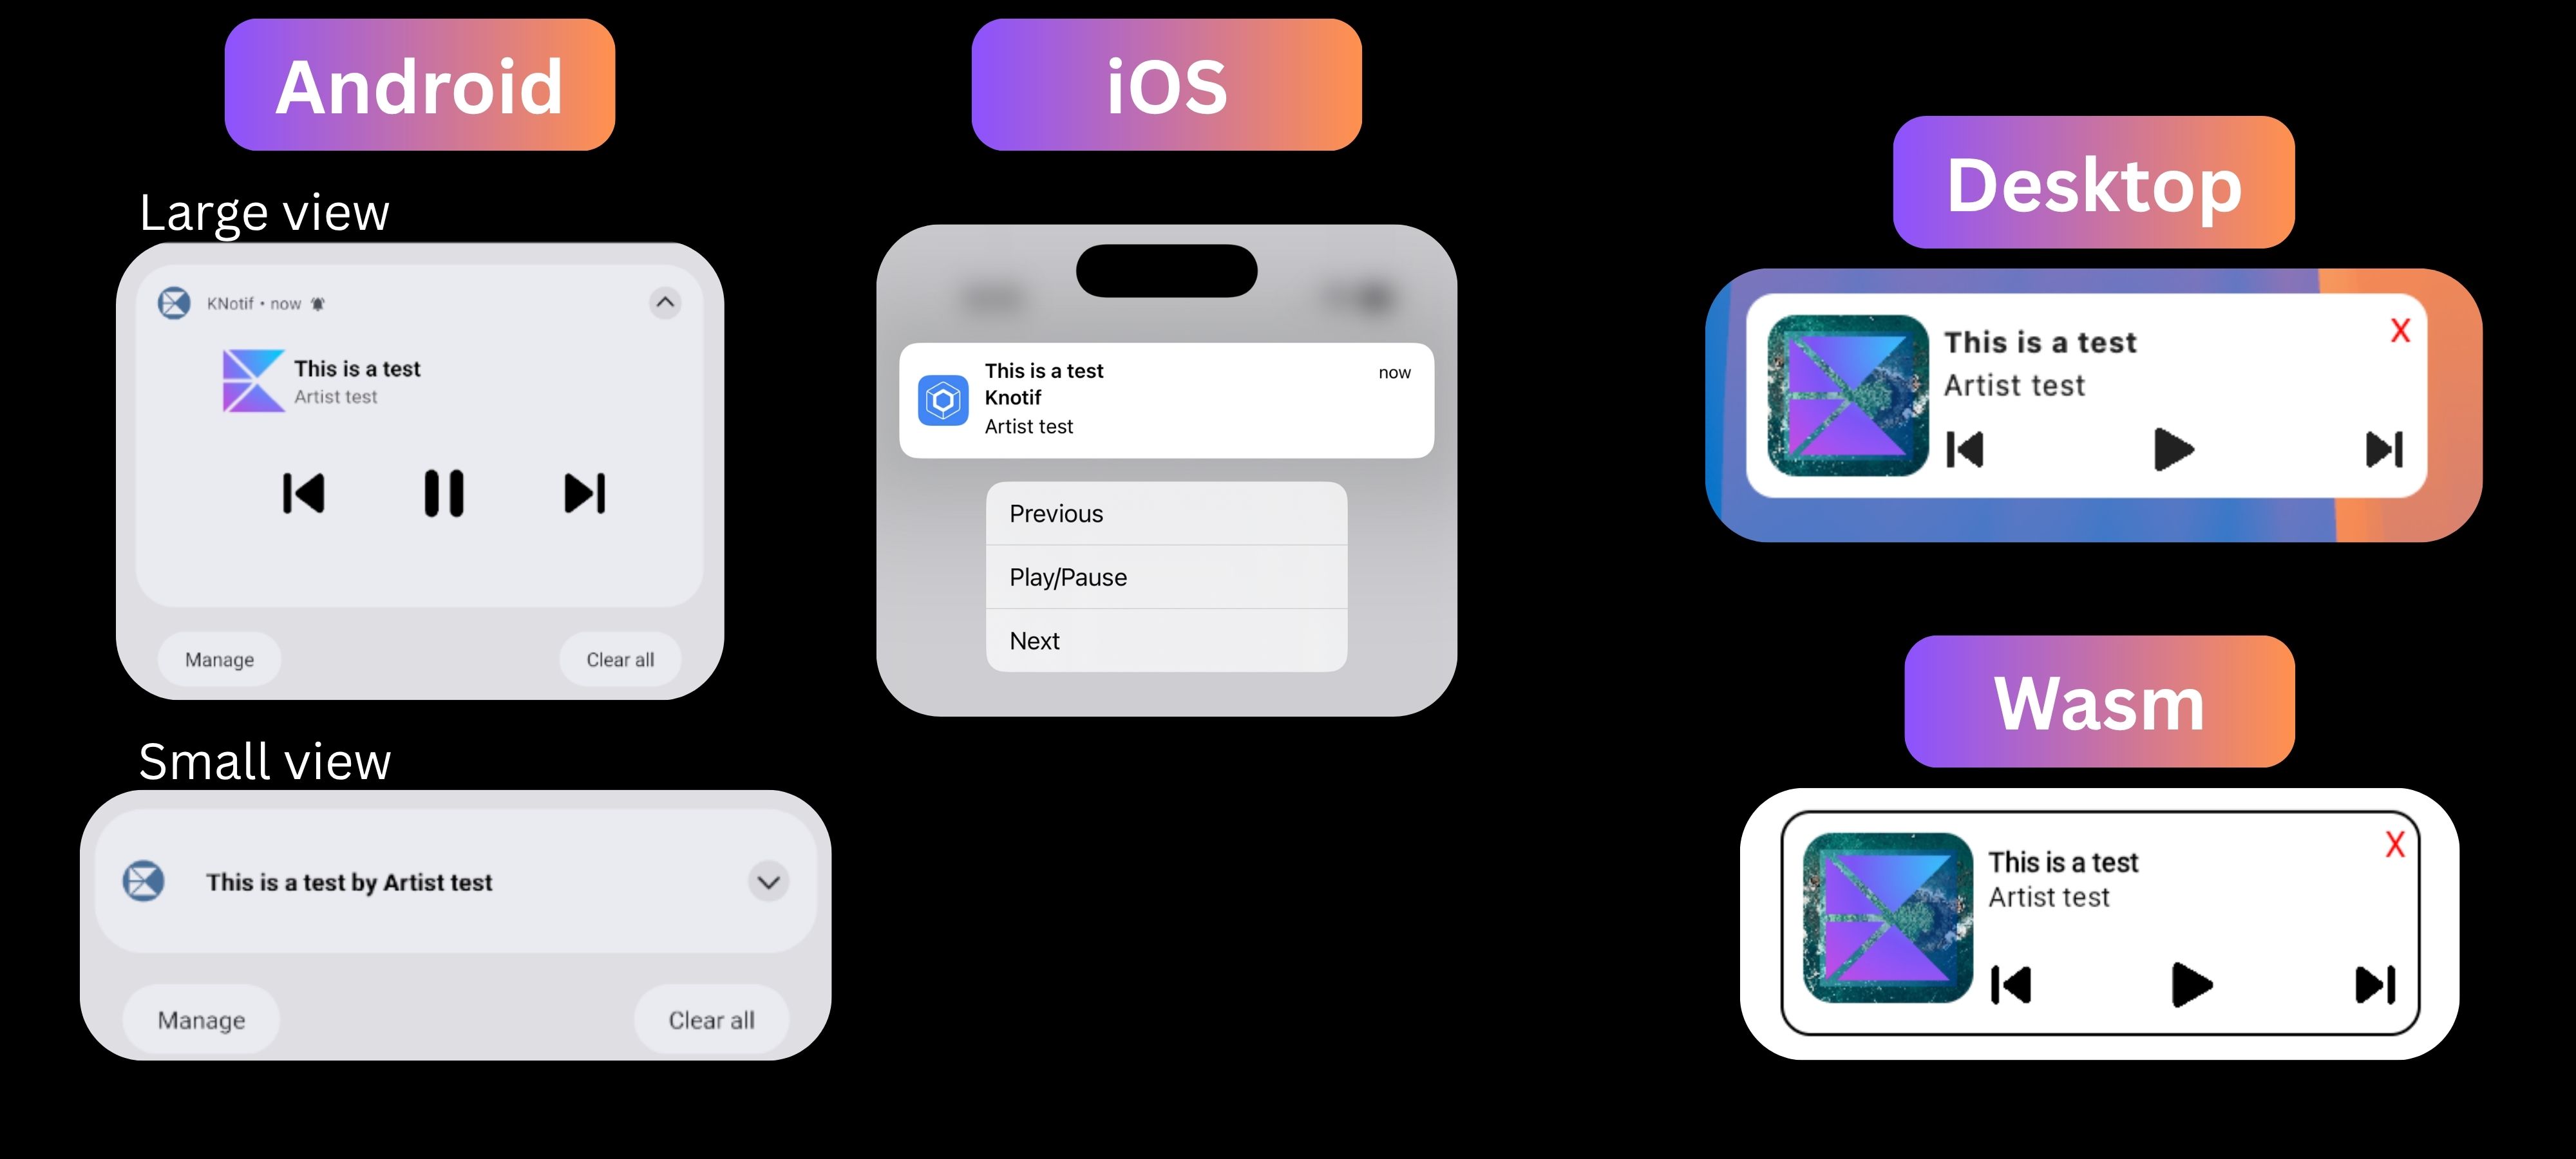 Android
Large view
KNotif • now
This is a test
Artist test
Manage
Clear all
Small view
This is a test by Artist test
Manage
Clear all
iOS
This is a test
now
Knotif
Artist test
Previous
Play/Pause
Next
Desktop
This is a test
X
Artist test
Wasm
This is a test
X
Artist test